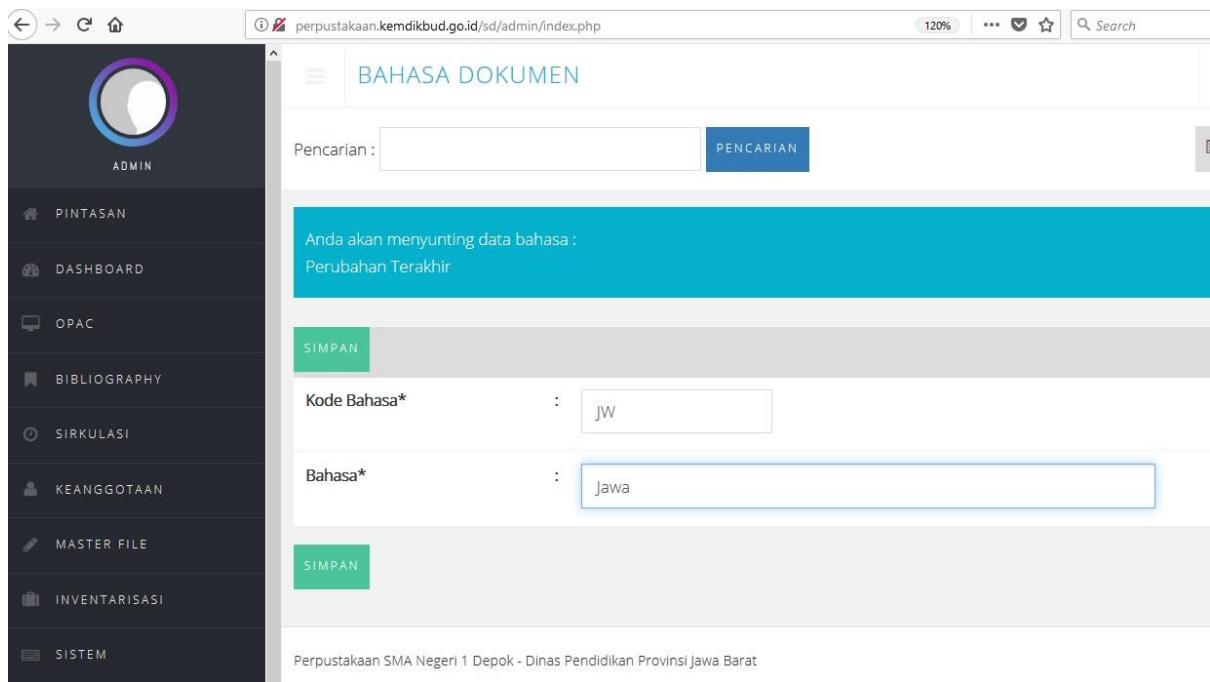 perpustakaan.kemdikbud.go.id/sd/admin/index.php
120%
Search
ADMIN
PINTASAN
DASHBOARD
OPAC
BIBLIOGRAPHY
SIRKULASI
KEANGGOTAAN
MASTER FILE
INVENTARISASI
SISTEM
BAHASA DOKUMEN
Pencarian :
PENCARIAN
Anda akan menyunting data bahasa :
Perubahan Terakhir
SIMPAN
Kode Bahasa* : JW
Bahasa* : Jawa
SIMPAN
Perpustakaan SMA Negeri 1 Depok - Dinas Pendidikan Provinsi Jawa Barat